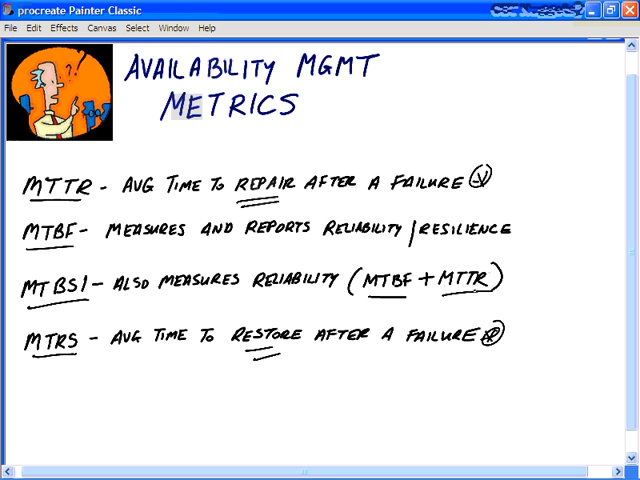 procreate Painter Classic
File Edit Effects Canvas Select Window Help
AVAILABILITY MGMT
METRICS
MTTR - AVG TIME TO REPAIR AFTER A FAILURE
MTBF - MEASURES AND REPORTS RELIABILITY/RESILIENCE
MTBSI - ALSO MEASURES RELIABILITY (MTBF + MTTR)
MTRS - AVG TIME TO RESTORE AFTER A FAILURE